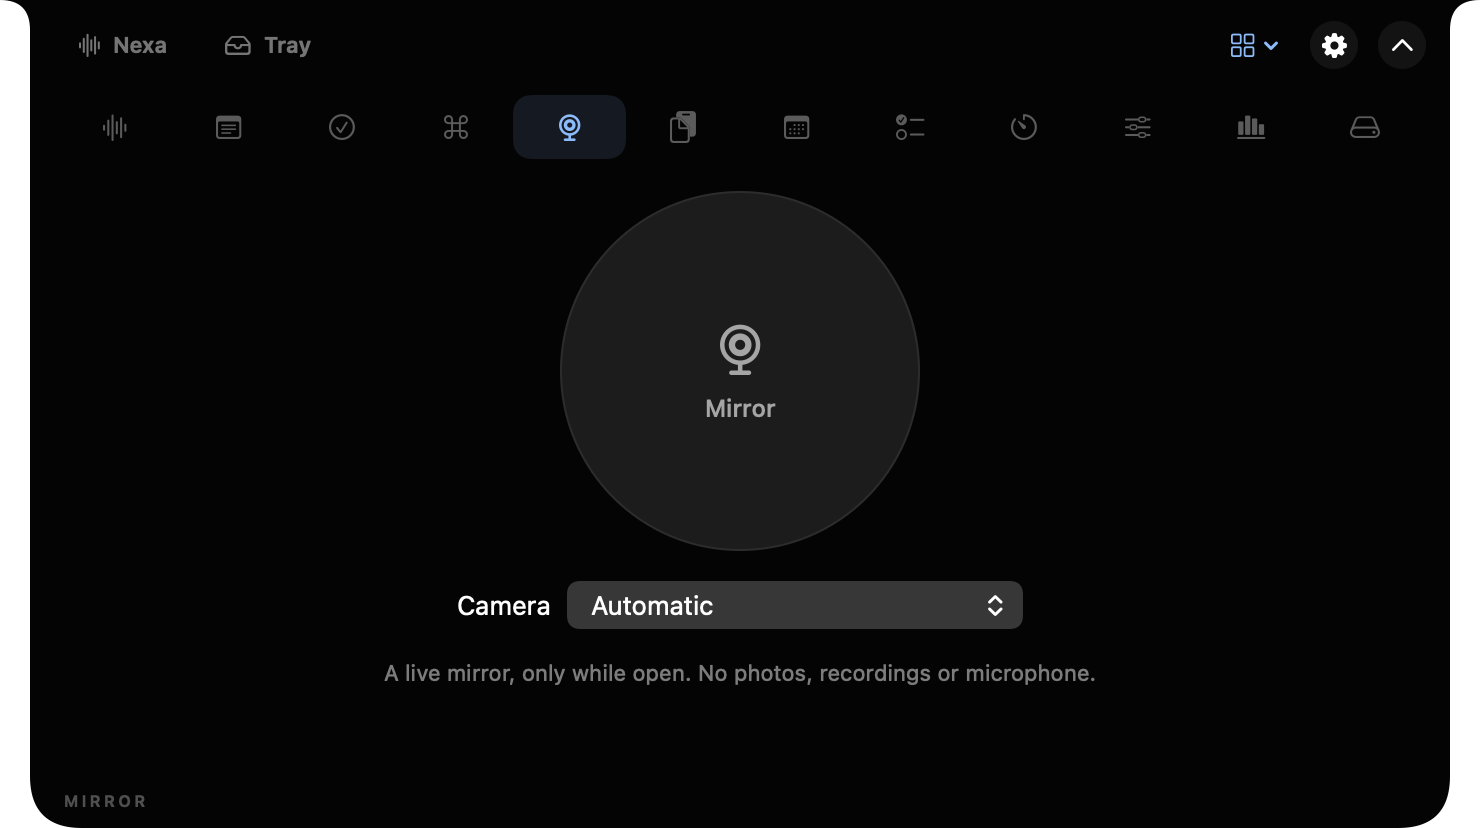 Nexa
Tray
Mirror
Camera
Automatic
A live mirror, only while open. No photos, recordings or microphone.
MIRROR